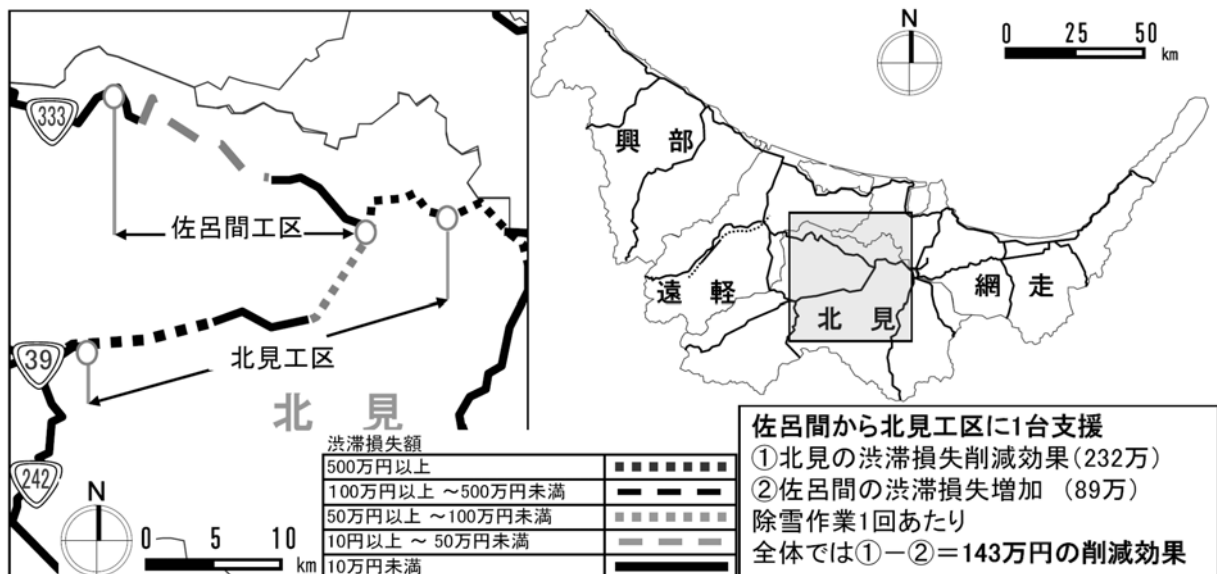 333
佐呂間工区
39
北見工区
242
北 見
N
0 5 10
km
渋滞損失額
500万円以上
100万円以上 ~500万円未満
50万円以上 ~100万円未満
10円以上 ~ 50万円未満
10万円未満
N
0 25 50
km
興 部
遠 軽
北 見
網 走
佐呂間から北見工区に1台支援
①北見の渋滞損失削減効果(232万)
②佐呂間の渋滞損失増加 (89万)
除雪作業1回あたり
全体では①-②=143万円の削減効果